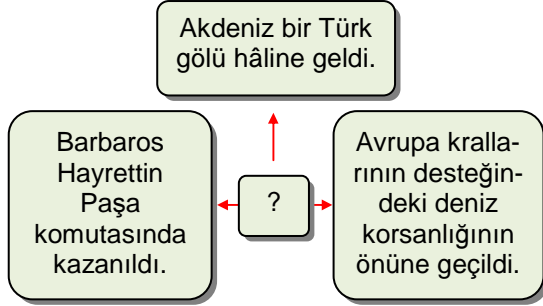 Akdeniz bir Türk
gölü hâline geldi.
Barbaros
Hayrettin
Paşa
komutasında
kazanıldı.
?
Avrupa kralla-
rının desteğin-
deki deniz
korsanlığının
önüne geçildi.